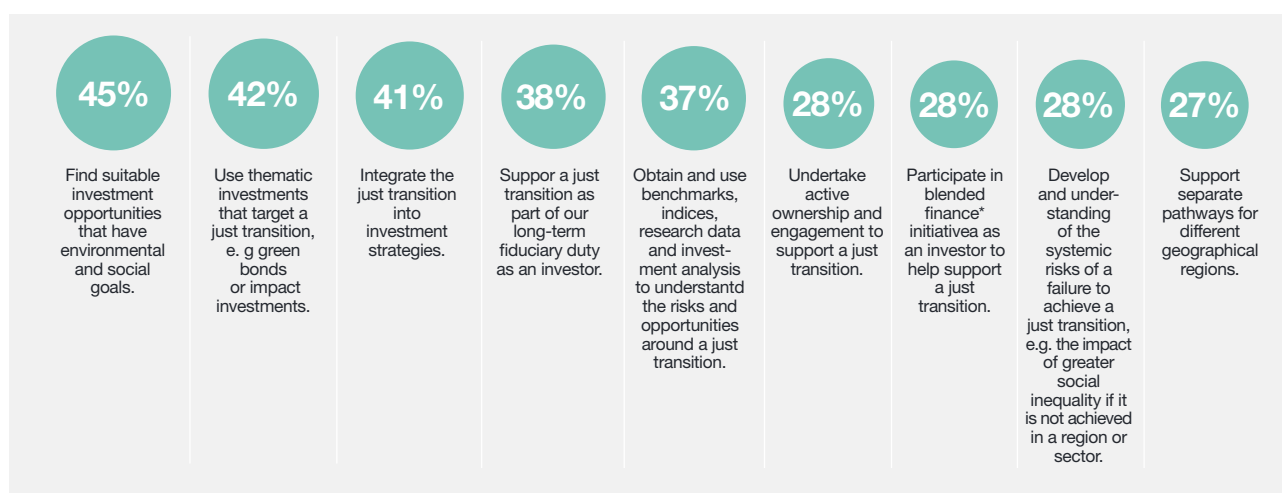 45%
Find suitable
investment
opportunities
that have
environmental
and social
goals.
42%
Use thematic
investments
that target a
just transition,
e. g green
bonds
or impact
investments.
41%
Integrate the
just transition
into
investment
strategies.
38%
Suppor a just
transition as
part of our
long-term
fiduciary duty
as an investor.
37%
Obtain and use
benchmarks,
indices,
research data
and invest-
ment analysis
to understantd
the risks and
opportunities
around a just
transition.
28%
Undertake
active
ownership and
engagement to
support a just
transition.
28%
Participate in
blended
finance*
initiativea as
an investor to
help support
a just
transition.
28%
Develop
and under-
standing
of the
systemic
risks of a
failure to
achieve a
just transition,
e.g. the impact
of greater
social
inequality if it
is not achieved
in a region or
sector.
27%
Support
separate
pathways for
different
geographical
regions.